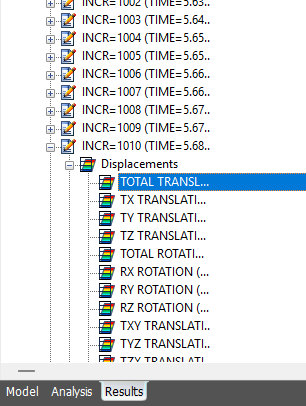 INCR=1002 (TIME=5.63..
INCR=1003 (TIME=5.64..
INCR=1004 (TIME=5.65..
INCR=1005 (TIME=5.65..
INCR=1006 (TIME=5.66..
INCR=1007 (TIME=5.66..
INCR=1008 (TIME=5.67..
INCR=1009 (TIME=5.67..
INCR=1010 (TIME=5.68..
Displacements
TOTAL TRANSL...
TX TRANSLATI...
TY TRANSLATI...
TZ TRANSLATI...
TOTAL ROTATI...
RX ROTATION (...
RY ROTATION (...
RZ ROTATION (...
TXY TRANSLATI...
TYZ TRANSLATI...
TZX TRANSLATI...
Model Analysis Results